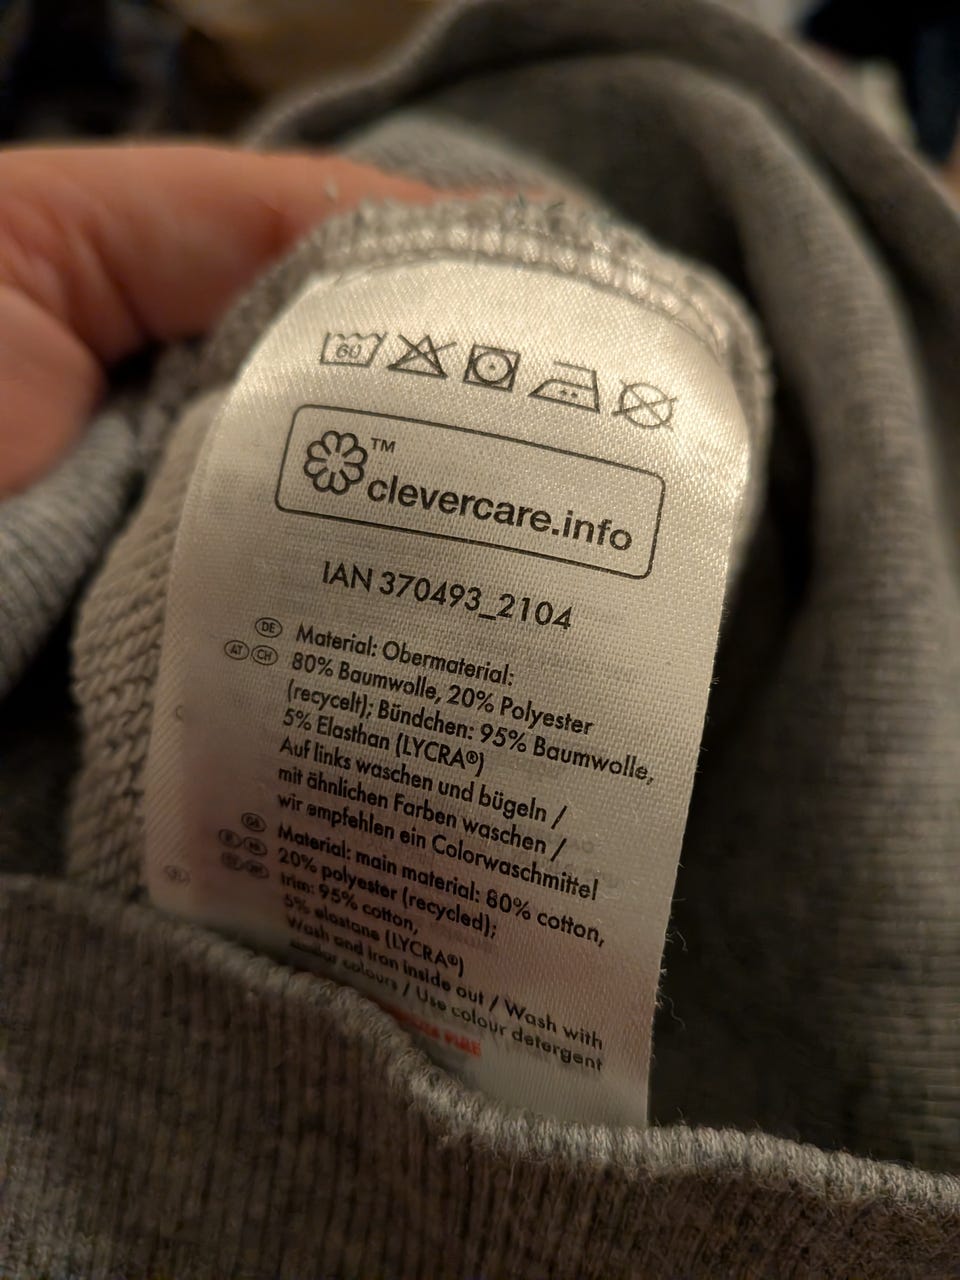 60
™
clevercare.info
IAN 370493_2104
DE
Material: Obermaterial:
AT CH
80% Baumwolle, 20% Polyester
(recycelt); Bündchen: 95% Baumwolle,
5% Elasthan (LYCRA®)
Auf links waschen und bügeln /
mit ähnlichen Farben waschen /
wir empfehlen ein Colorwaschmittel
Material: main material: 80% cotton,
20% polyester (recycled);
trim: 95% cotton,
5% elastane (LYCRA®)
Wash and iron inside out / Wash with
similar colours / Use colour detergent